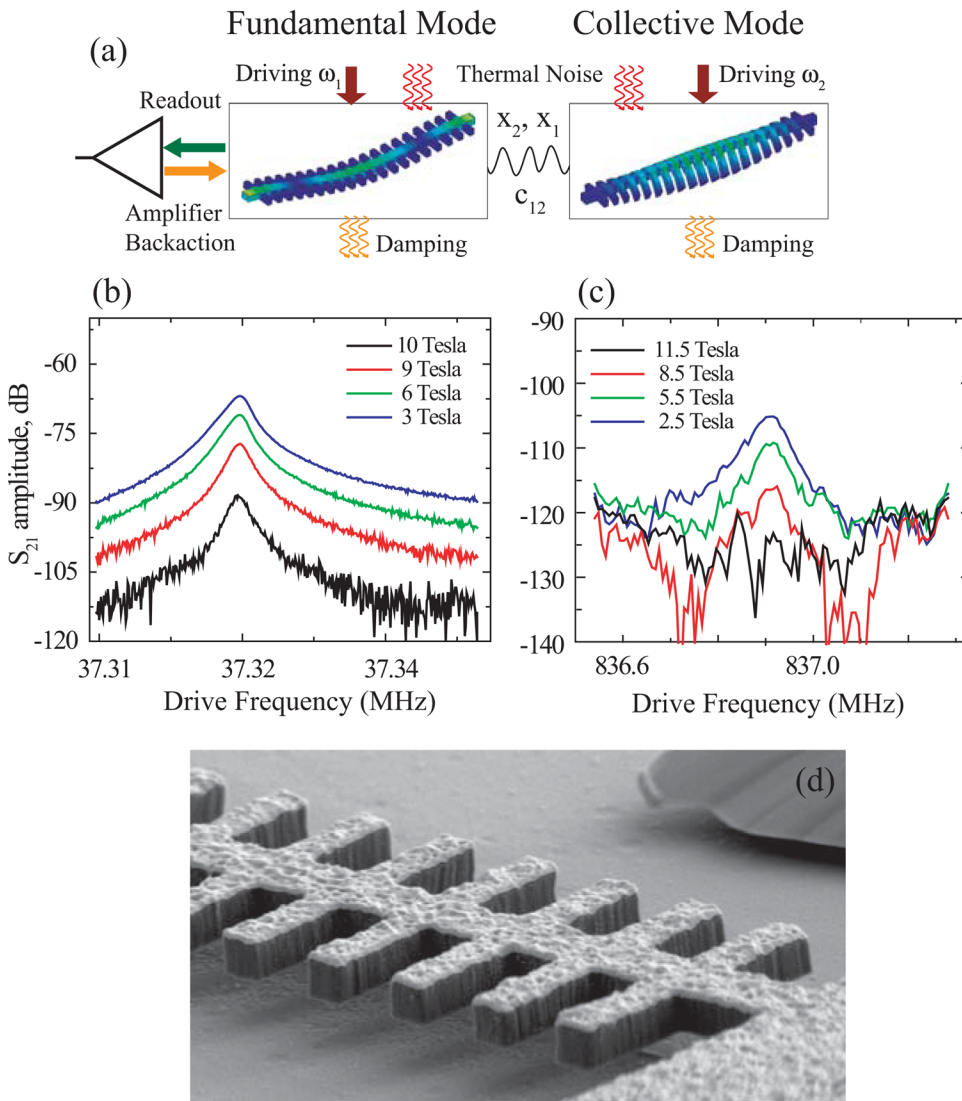 Fundamental Mode
Collective Mode
(a)
Driving ω1
Thermal Noise
Driving ω2
Readout
x2, x1
c12
Amplifier
Backaction
Damping
Damping
(b)
(c)
S21 amplitude, dB
-60
-75
-90
-105
-120
10 Tesla
9 Tesla
6 Tesla
3 Tesla
37.31
37.32
37.34
Drive Frequency (MHz)
-90
-100
-110
-120
-130
-140
11.5 Tesla
8.5 Tesla
5.5 Tesla
2.5 Tesla
836.6
837.0
Drive Frequency (MHz)
(d)